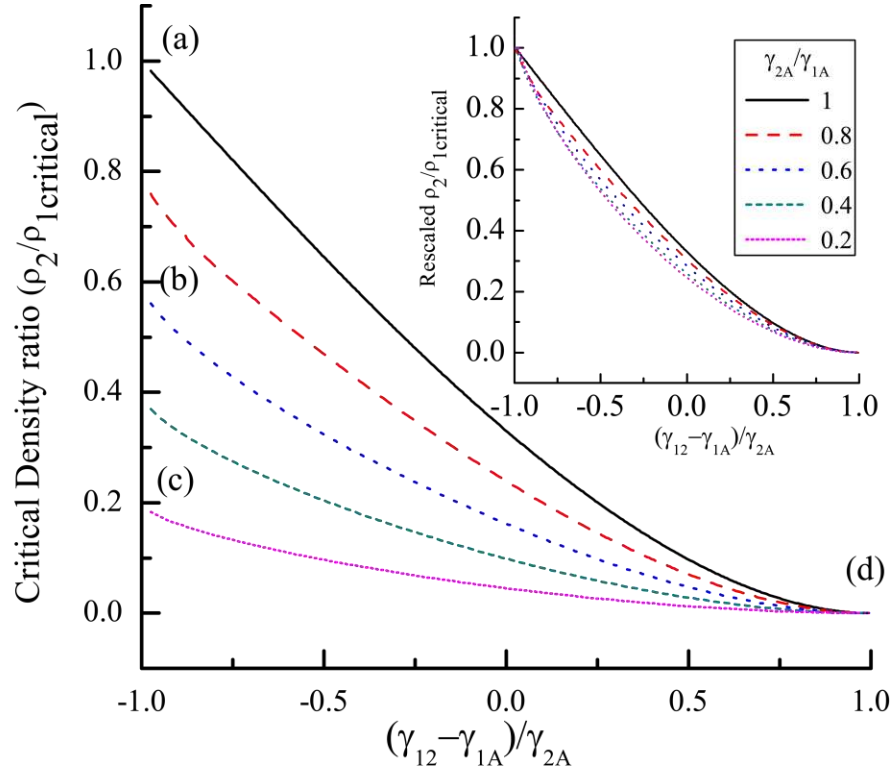 (a)
(b)
(c)
(d)
Critical Density ratio (ρ₂/ρ₁critical)
1.0
0.8
0.6
0.4
0.2
0.0
-1.0 -0.5 0.0 0.5 1.0
(γ₁₂−γ₁A)/γ₂A
Rescaled ρ₂/ρ₁critical
1.0
0.8
0.6
0.4
0.2
0.0
-1.0 -0.5 0.0 0.5 1.0
(γ₁₂−γ₁A)/γ₂A
γ₂A/γ₁A
1
0.8
0.6
0.4
0.2